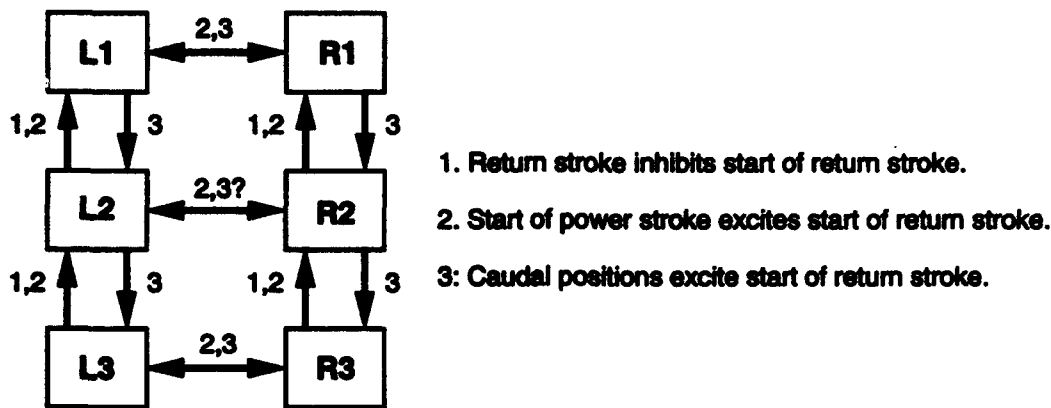 L1 2,3 R1
1,2 3 1,2 3
1. Return stroke inhibits start of return stroke.
L2 2,3? R2
2. Start of power stroke excites start of return stroke.
1,2 3 1,2 3
3: Caudal positions excite start of return stroke.
L3 2,3 R3